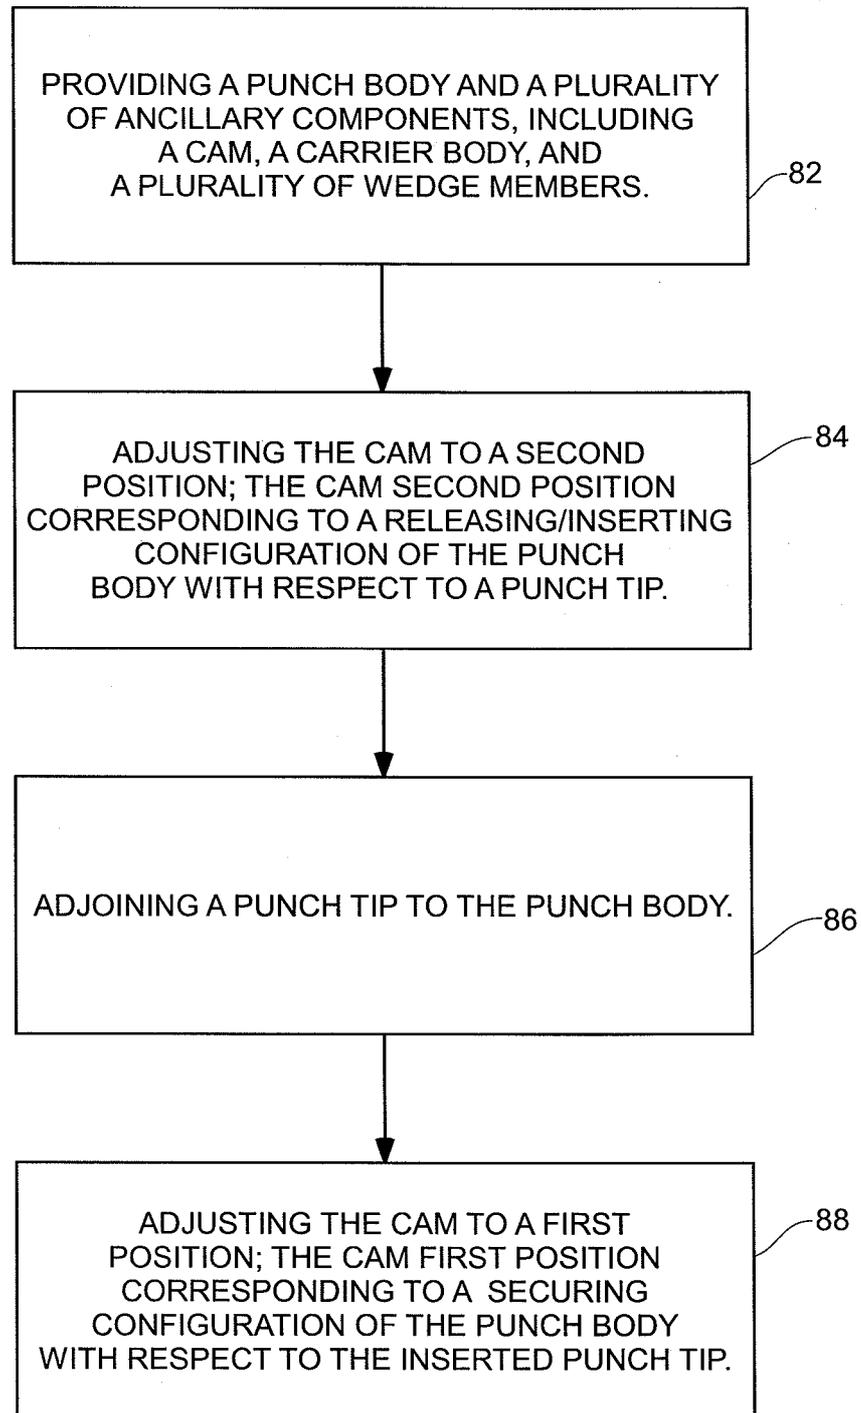 PROVIDING A PUNCH BODY AND A PLURALITY
OF ANCILLARY COMPONENTS, INCLUDING
A CAM, A CARRIER BODY, AND
A PLURALITY OF WEDGE MEMBERS.
82
ADJUSTING THE CAM TO A SECOND
POSITION; THE CAM SECOND POSITION
CORRESPONDING TO A RELEASING/INSERTING
CONFIGURATION OF THE PUNCH
BODY WITH RESPECT TO A PUNCH TIP.
84
ADJOINING A PUNCH TIP TO THE PUNCH BODY.
86
ADJUSTING THE CAM TO A FIRST
POSITION; THE CAM FIRST POSITION
CORRESPONDING TO A SECURING
CONFIGURATION OF THE PUNCH BODY
WITH RESPECT TO THE INSERTED PUNCH TIP.
88